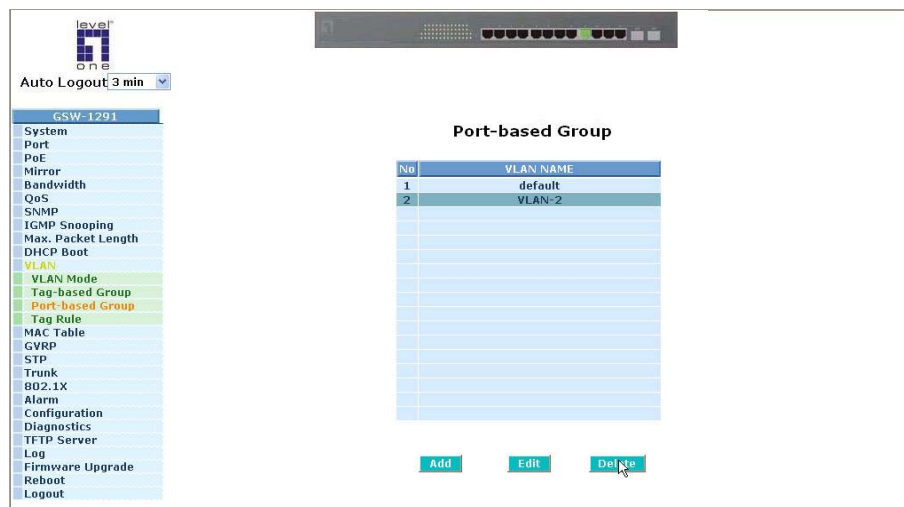 level
one
Auto Logout 3 min
GSW-1291
System
Port
PoE
Mirror
Bandwidth
QoS
SNMP
IGMP Snooping
Max. Packet Length
DHCP Boot
VLAN
VLAN Mode
Tag-based Group
Port-based Group
Tag Rule
MAC Table
GVRP
STP
Trunk
802.1X
Alarm
Configuration
Diagnostics
TFTP Server
Log
Firmware Upgrade
Reboot
Logout
Port-based Group
No VLAN NAME
1 default
2 VLAN-2
Add Edit Delete